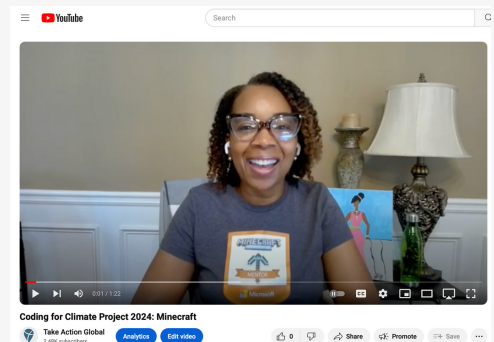 YouTube
Search
MINECRAFT
MENTOR
Microsoft
0:01 / 1:22
CC
Coding for Climate Project 2024: Minecraft
Take Action Global
Analytics
Edit video
0
Share
Promote
Save